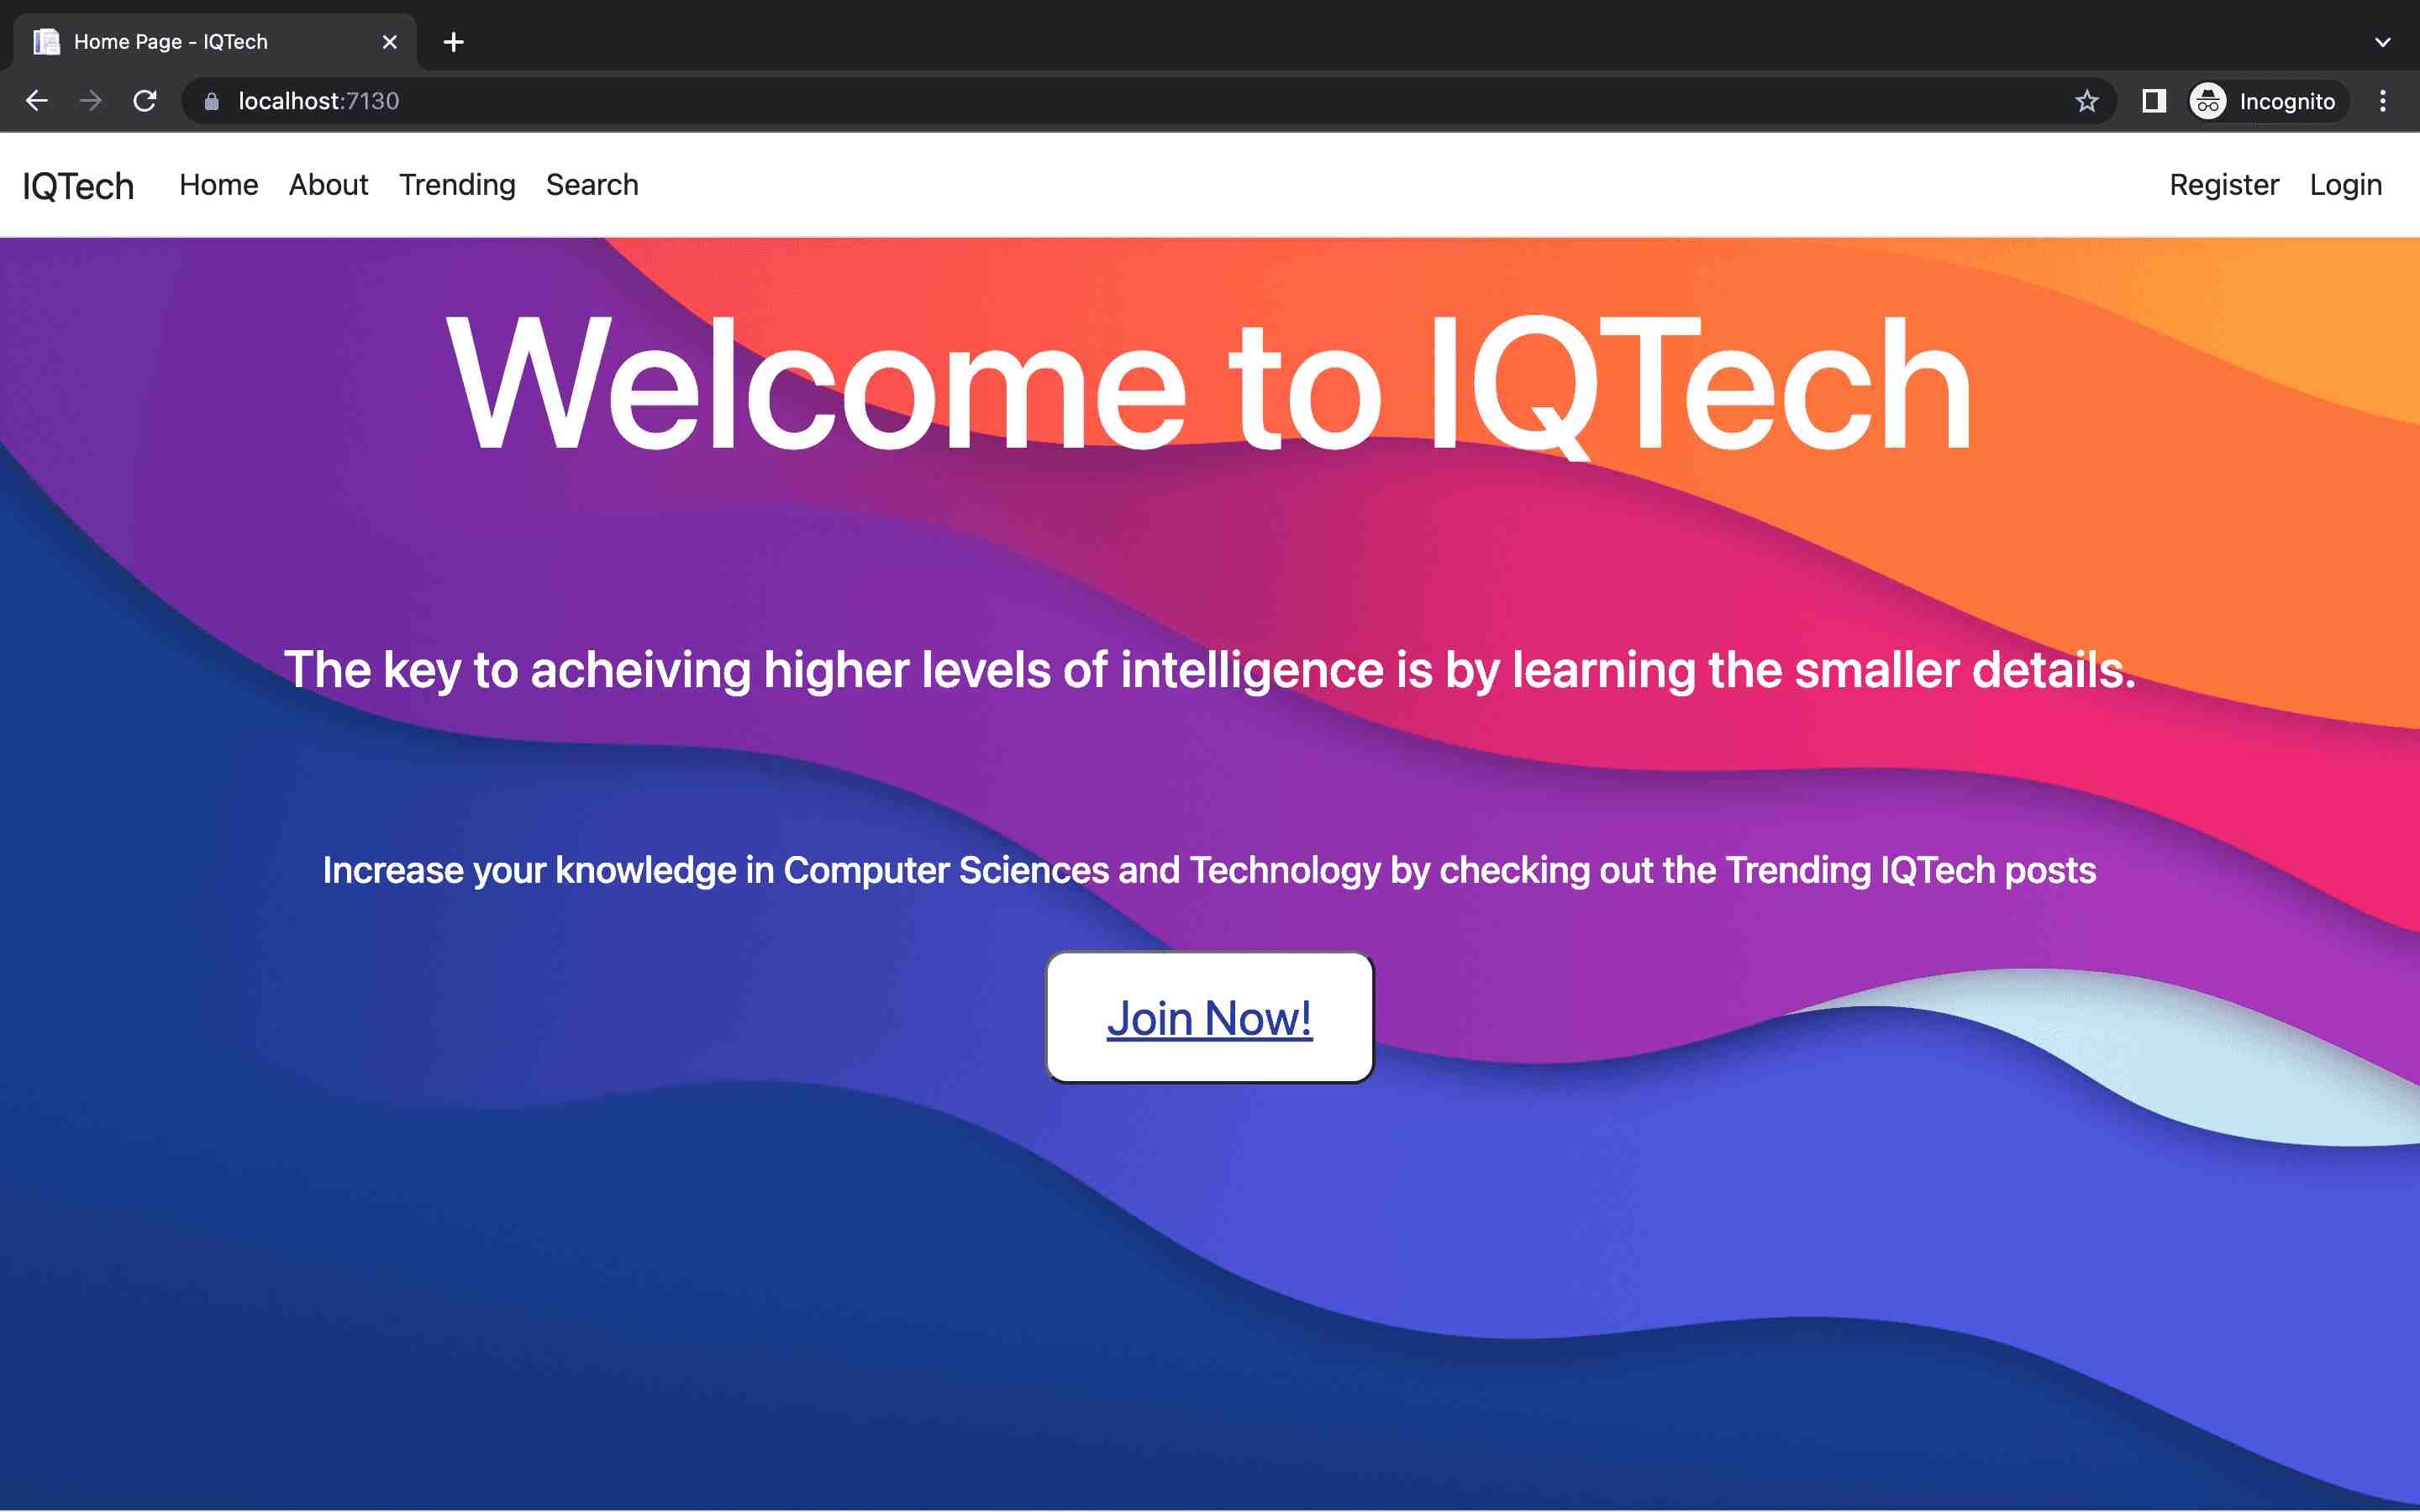 Home Page - IQTech
localhost:7130
Incognito
IQTech Home About Trending Search Register Login
Welcome to IQTech
The key to acheiving higher levels of intelligence is by learning the smaller details.
Increase your knowledge in Computer Sciences and Technology by checking out the Trending IQTech posts
Join Now!